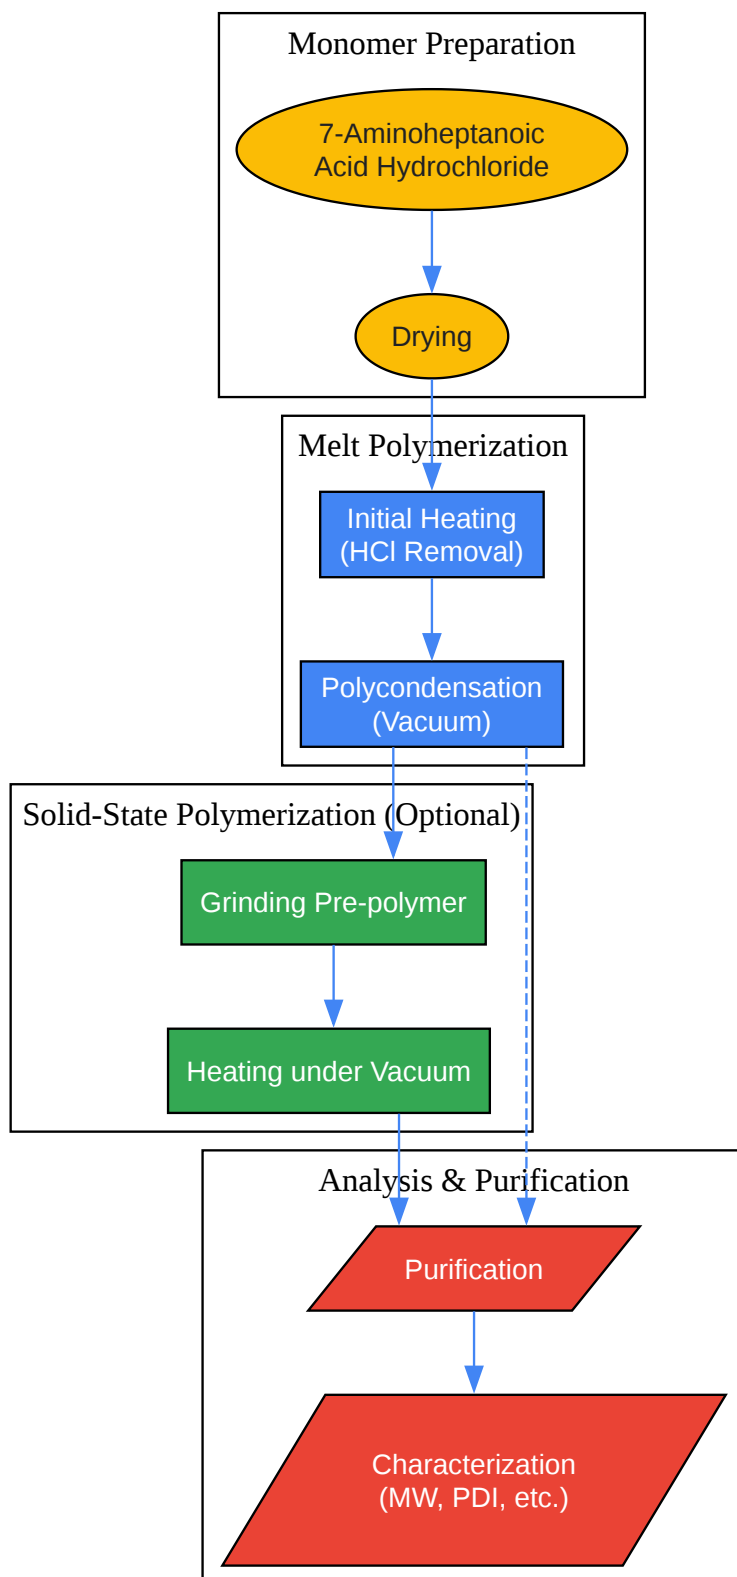 Monomer Preparation
7-Aminoheptanoic
Acid Hydrochloride
Drying
Melt Polymerization
Initial Heating
(HCl Removal)
Polycondensation
(Vacuum)
Solid-State Polymerization (Optional)
Grinding Pre-polymer
Heating under Vacuum
Analysis & Purification
Purification
Characterization
(MW, PDI, etc.)